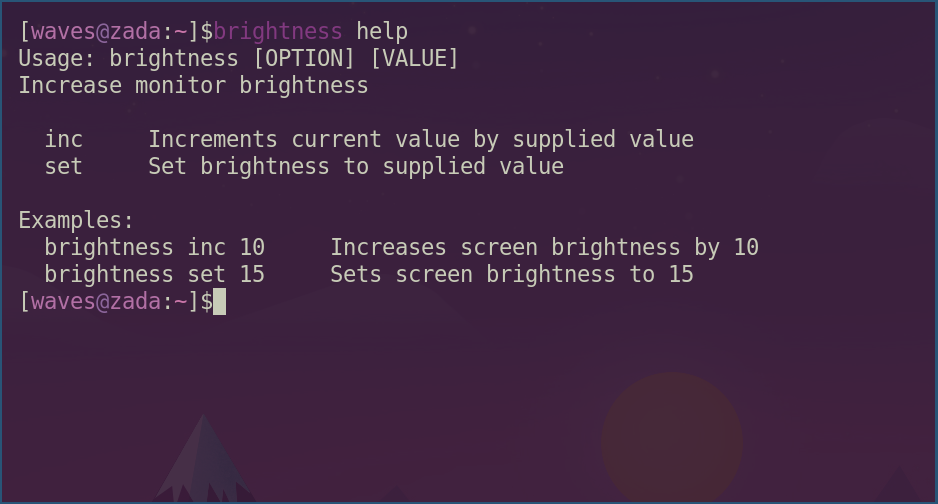 [waves@zada:~]$brightness help
Usage: brightness [OPTION] [VALUE]
Increase monitor brightness
inc     Increments current value by supplied value
set     Set brightness to supplied value
Examples:
brightness inc 10     Increases screen brightness by 10
brightness set 15     Sets screen brightness to 15
[waves@zada:~]$